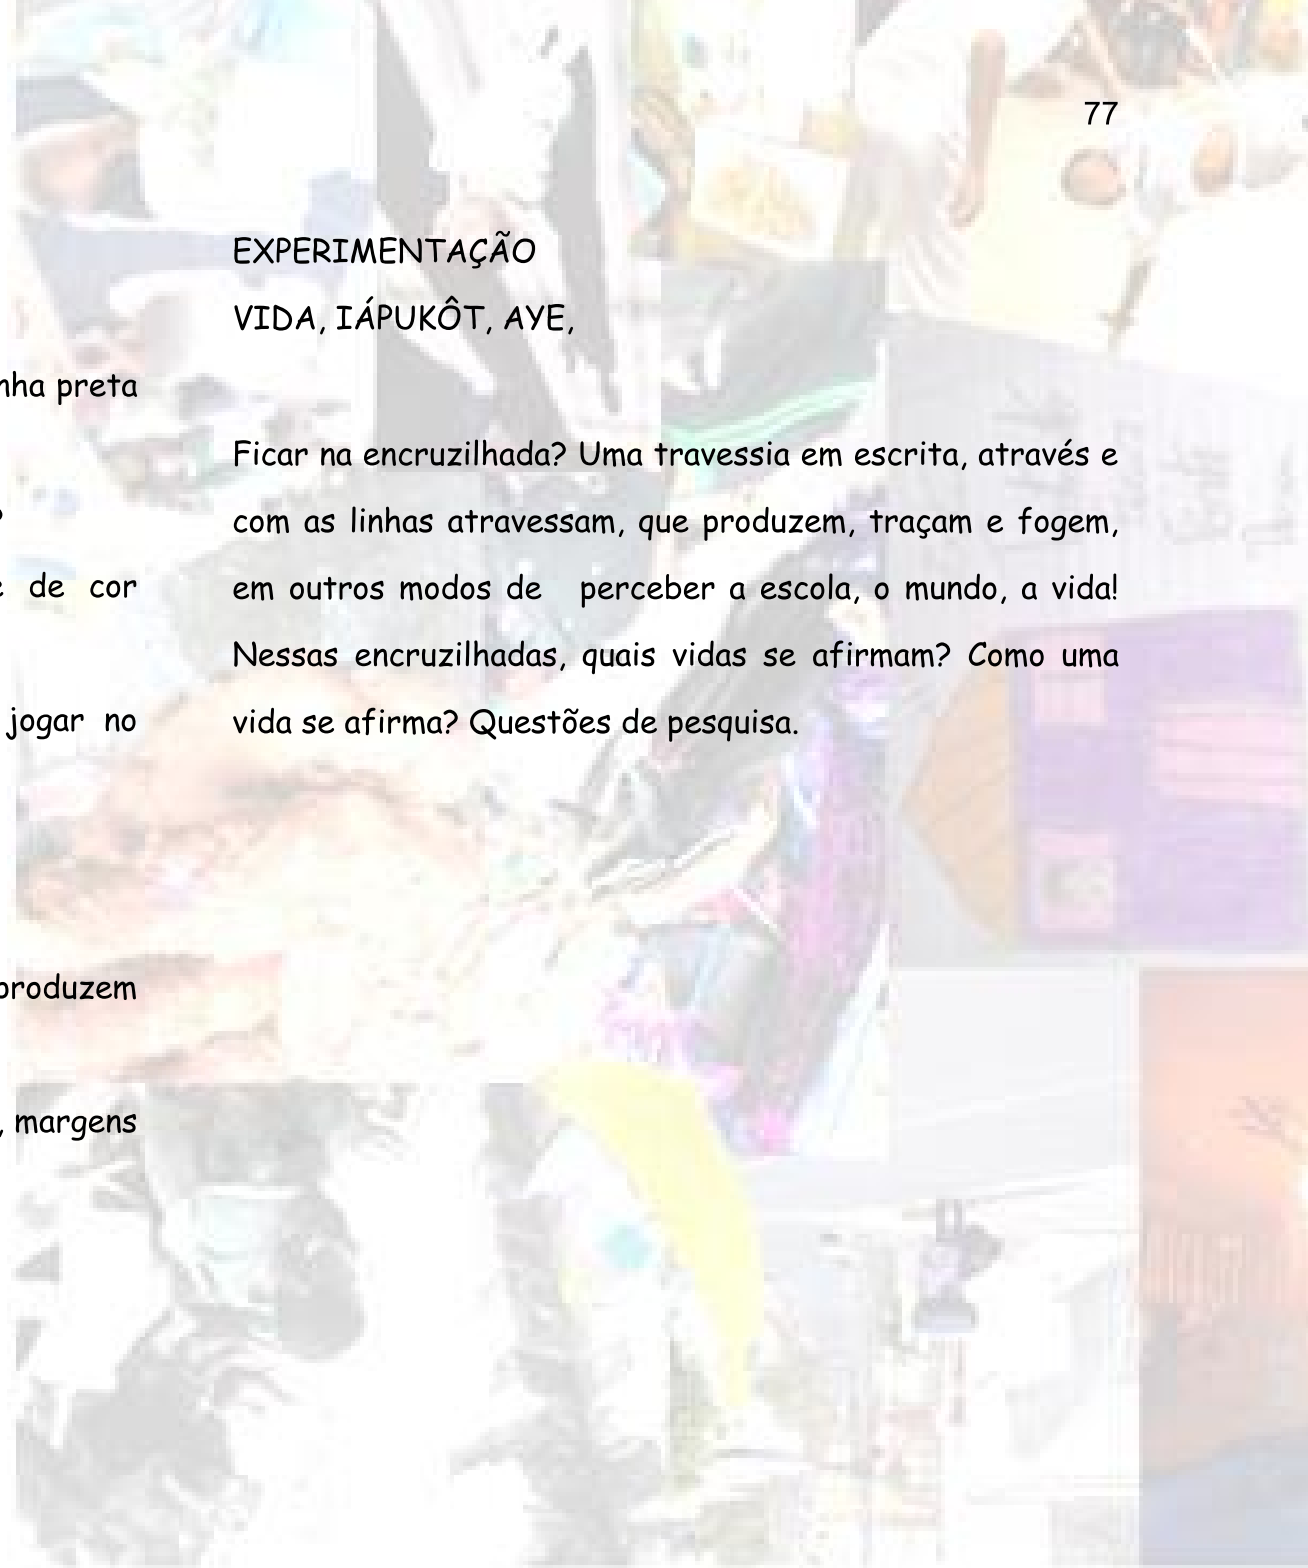 77
EXPERIMENTAÇÃO
VIDA, IÁPUKÔT, AYE,
preta
Ficar na encruzilhada? Uma travessia em escrita, através e
com as linhas atravessam, que produzem, traçam e fogem,
de cor
em outros modos de perceber a escola, o mundo, a vida!
Nessas encruzilhadas, quais vidas se afirmam? Como uma
jogar no
vida se afirma? Questões de pesquisa.
produzem
, margens